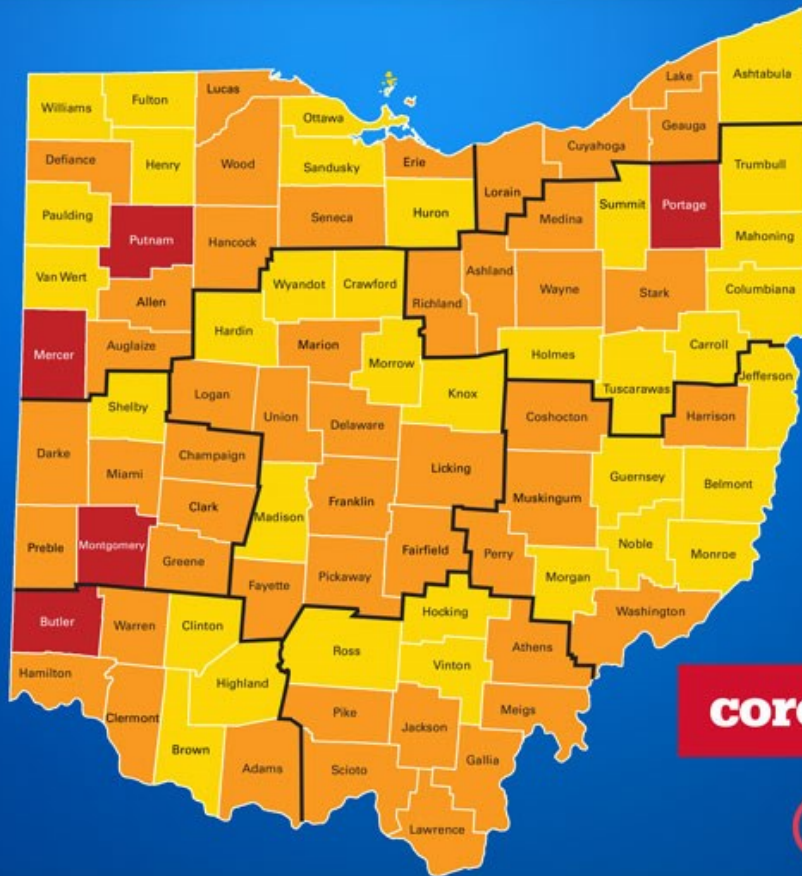 Williams
Fulton
Lucas
Ottawa
Lake
Ashtabula
Geauga
Cuyahoga
Defiance
Henry
Wood
Sandusky
Erie
Lorain
Trumbull
Paulding
Putnam
Hancock
Seneca
Huron
Medina
Summit
Portage
Mahoning
Van Wert
Allen
Wyandot
Crawford
Richland
Ashland
Wayne
Stark
Columbiana
Mercer
Auglaize
Hardin
Marion
Morrow
Knox
Holmes
Tuscarawas
Carroll
Jefferson
Shelby
Logan
Union
Delaware
Coshocton
Harrison
Darke
Miami
Champaign
Licking
Muskingum
Guernsey
Belmont
Clark
Madison
Franklin
Preble
Montgomery
Greene
Fayette
Pickaway
Fairfield
Perry
Morgan
Noble
Monroe
Butler
Warren
Clinton
Ross
Hocking
Athens
Washington
Hamilton
Highland
Vinton
Clermont
Brown
Adams
Pike
Jackson
Meigs
Scioto
Gallia
Lawrence